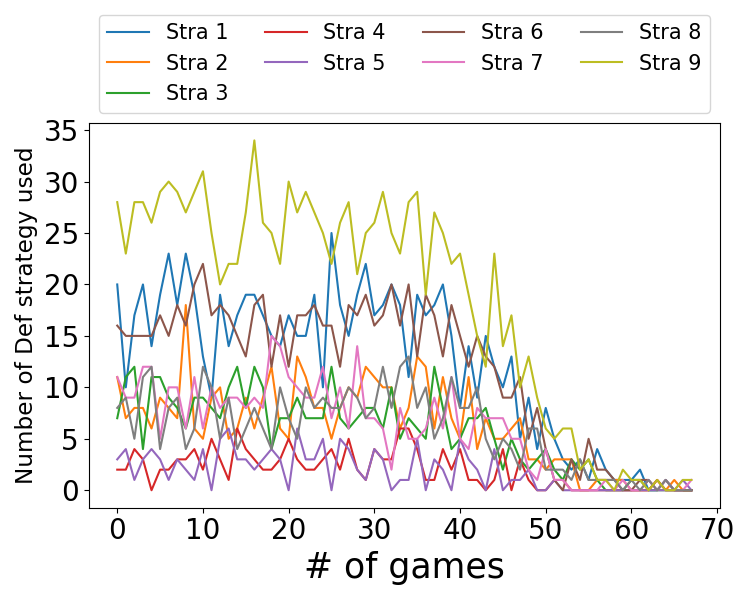 Stra 1 Stra 4 Stra 6 Stra 8
Stra 2 Stra 5 Stra 7 Stra 9
Stra 3
35
30
25
20
15
10
5
0
Number of Def strategy used
0 10 20 30 40 50 60 70
# of games